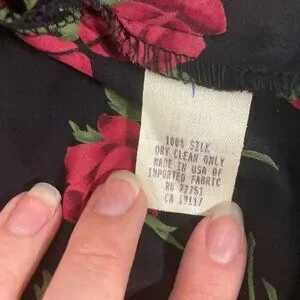 100% SILK
DRY CLEAN ONLY
MADE IN USA OF
IMPORTED FABRIC
RN 77751
CA 19117